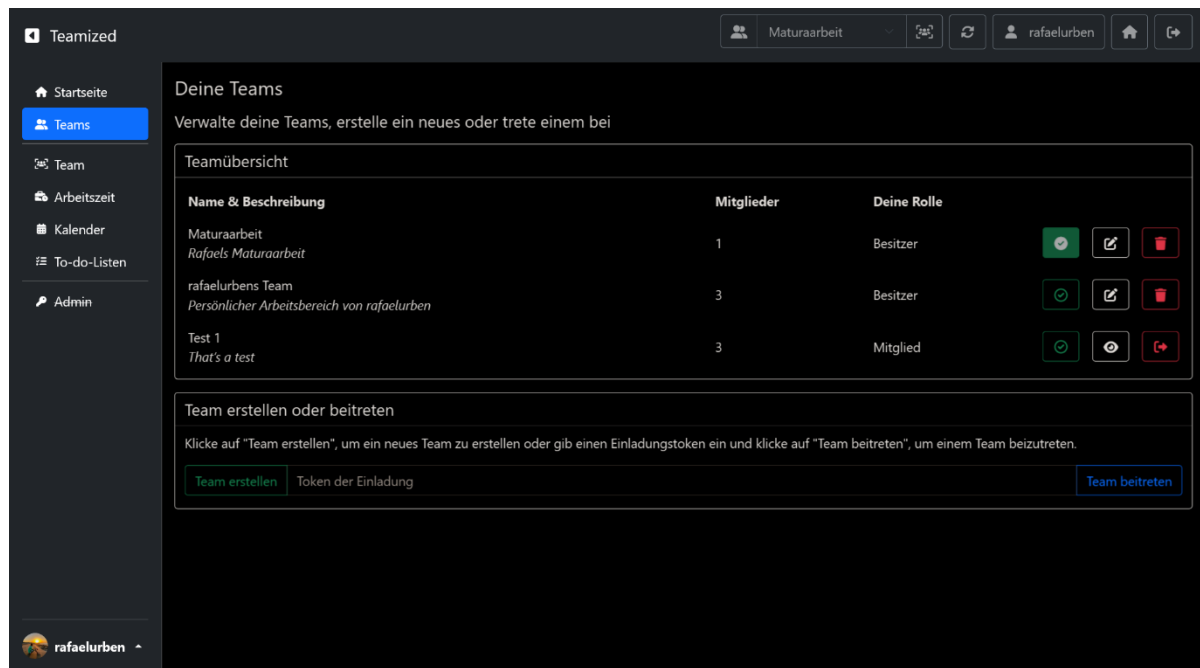 Teamized
Maturaarbeit
rafaelurben
Startseite
Teams
Team
Arbeitszeit
Kalender
To-do-Listen
Admin
rafaelurben
Deine Teams
Verwalte deine Teams, erstelle ein neues oder trete einem bei
Teamübersicht
Name & Beschreibung Mitglieder Deine Rolle
Maturaarbeit
Rafaels Maturaarbeit
1 Besitzer
rafaelurbens Team
Persönlicher Arbeitsbereich von rafaelurben
3 Besitzer
Test 1
That's a test
3 Mitglied
Team erstellen oder beitreten
Klicke auf "Team erstellen", um ein neues Team zu erstellen oder gib einen Einladungstoken ein und klicke auf "Team beitreten", um einem Team beizutreten.
Team erstellen Token der Einladung Team beitreten